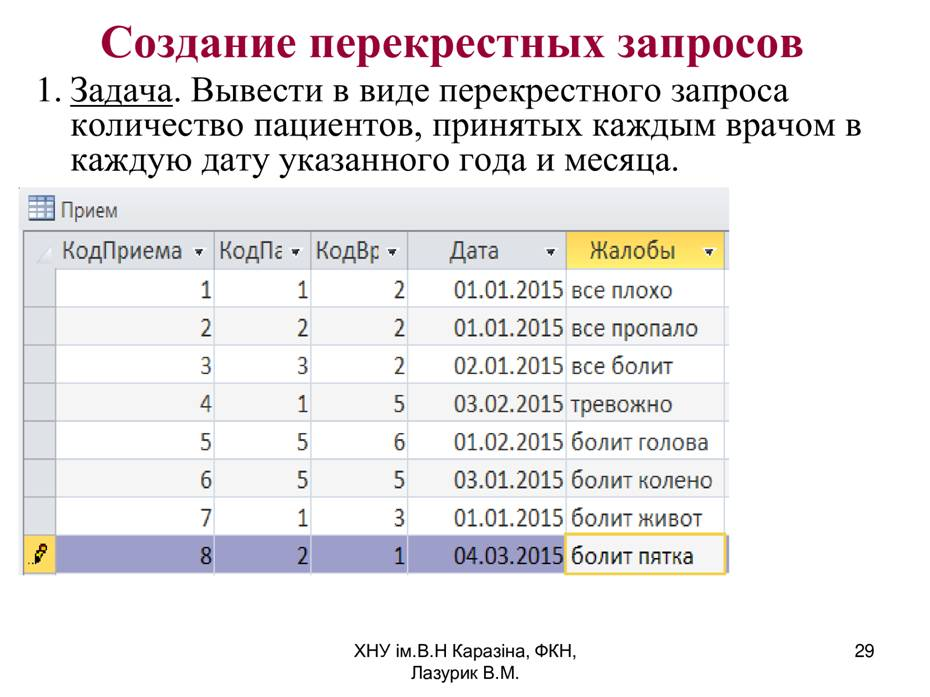 Создание перекрестных запросов
1. Задача. Вывести в виде перекрестного запроса
количество пациентов, принятых каждым врачом в
каждую дату указанного года и месяца.
Прием
КодПриема КодПа КодВр Дата Жалобы
1 1 2 01.01.2015 все плохо
2 2 2 01.01.2015 все пропало
3 3 2 02.01.2015 все болит
4 1 5 03.02.2015 тревожно
5 5 6 01.02.2015 болит голова
6 5 5 03.01.2015 болит колено
7 1 3 01.01.2015 болит живот
8 2 1 04.03.2015 болит пятка
ХНУ ім.В.Н Каразіна, ФКН, 29
Лазурик В.М.